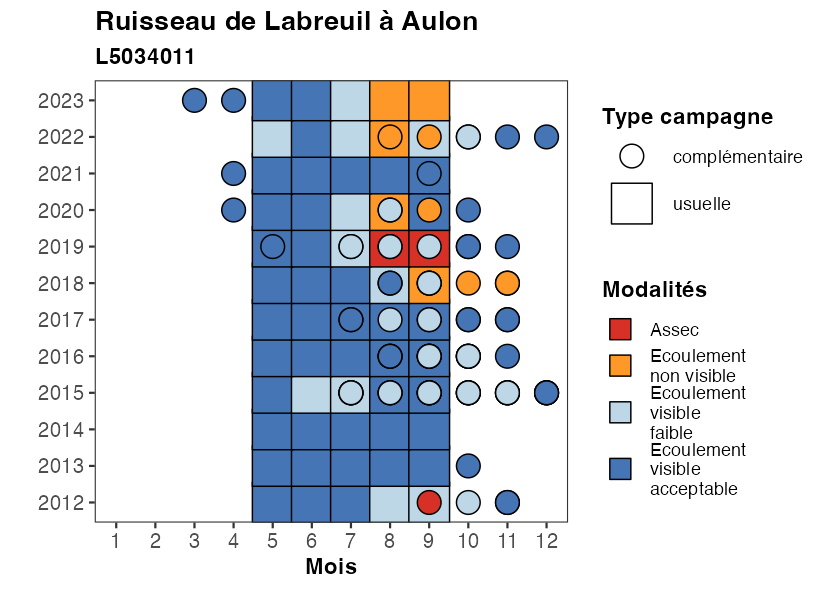 Ruisseau de Labreuil à Aulon
L5034011
2023
2022
2021
2020
2019
2018
2017
2016
2015
2014
2013
2012
1 2 3 4 5 6 7 8 9 10 11 12
Mois
Type campagne
complémentaire
usuelle
Modalités
Assec
Ecoulement
non visible
Ecoulement
visible
faible
Ecoulement
visible
acceptable